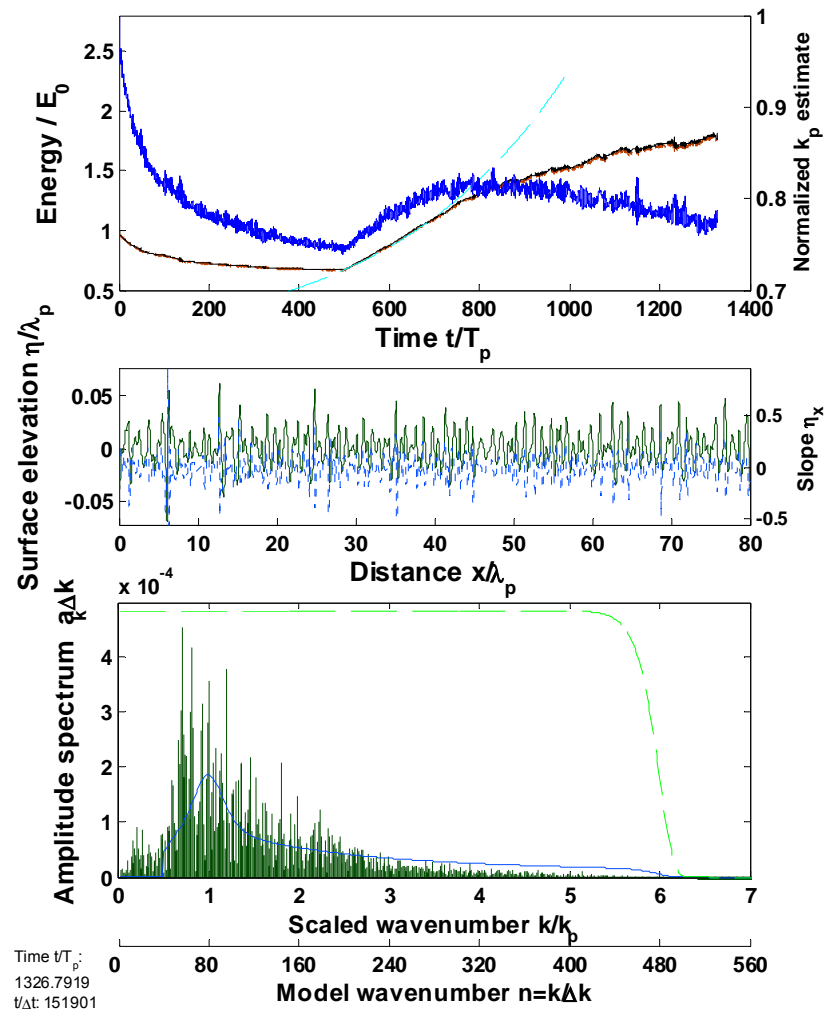 Energy / E0
2.5
2
1.5
1
0.5
1
0.9
0.8
0.7
Normalized kp estimate
0 200 400 600 800 1000 1200 1400
Time t/Tp
Surface elevation η/λp
0.05
0
-0.05
0.5
0
-0.5
Slope ηx
0 10 20 30 40 50 60 70 80
Distance x/λp
x 10-4
Amplitude spectrum akΔk
4
3
2
1
0
0 1 2 3 4 5 6 7
Scaled wavenumber k/kp
0 80 160 240 320 400 480 560
Model wavenumber n=k/Δk
Time t/Tp:
1326.7919
t/Δt: 151901